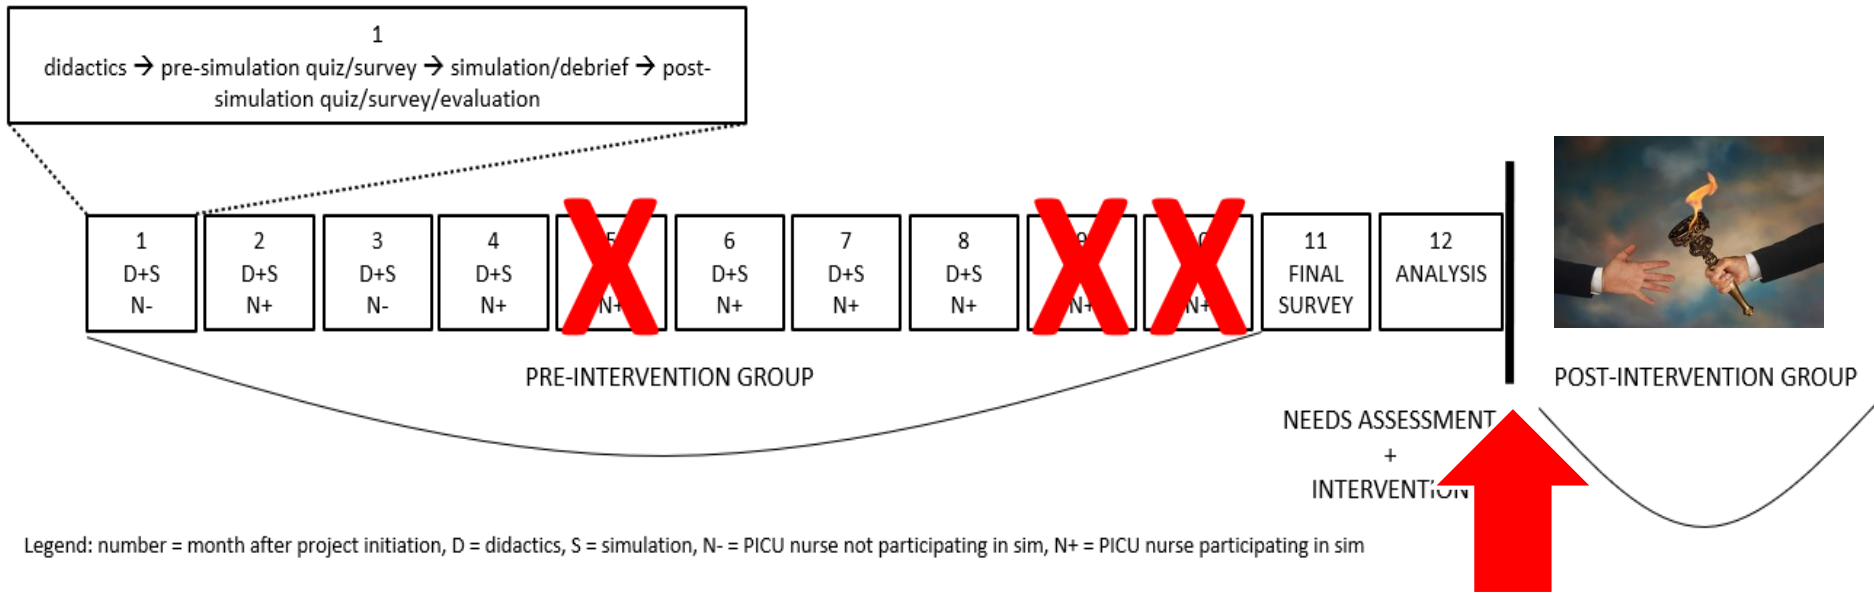 1
didactics → pre-simulation quiz/survey → simulation/debrief → post-
simulation quiz/survey/evaluation
1
D+S
N-
2
D+S
N+
3
D+S
N-
4
D+S
N+
N+
6
D+S
N+
7
D+S
N+
8
D+S
N+
N+
N+
11
FINAL
SURVEY
12
ANALYSIS
PRE-INTERVENTION GROUP
POST-INTERVENTION GROUP
NEEDS ASSESSMENT
+
INTERVENTION
Legend: number = month after project initiation, D = didactics, S = simulation, N- = PICU nurse not participating in sim, N+ = PICU nurse participating in sim